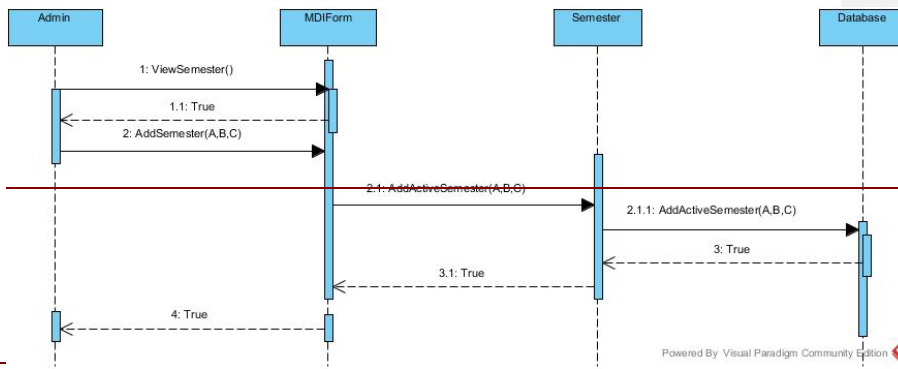 Admin
MDIForm
Semester
Database
1: ViewSemester()
1.1: True
2: AddSemester(A,B,C)
2.1: AddActiveSemester(A,B,C)
2.1.1: AddActiveSemester(A,B,C)
3: True
3.1: True
4: True
Powered By Visual Paradigm Community Edition